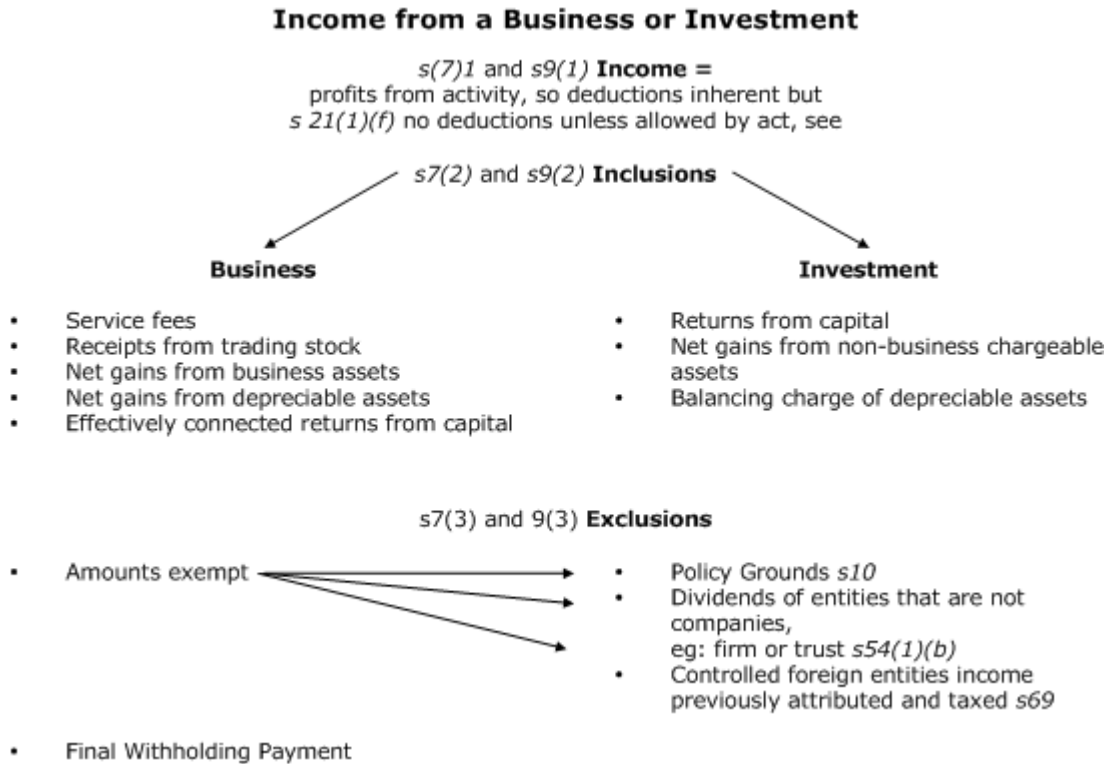 Income from a Business or Investment
s(7)1 and s9(1) Income =
profits from activity, so deductions inherent but
s 21(1)(f) no deductions unless allowed by act, see
s7(2) and s9(2) Inclusions
Business
• Service fees
• Receipts from trading stock
• Net gains from business assets
• Net gains from depreciable assets
• Effectively connected returns from capital
Investment
• Returns from capital
• Net gains from non-business chargeable
assets
• Balancing charge of depreciable assets
s7(3) and 9(3) Exclusions
• Amounts exempt
• Policy Grounds s10
• Dividends of entities that are not
companies,
eg: firm or trust s54(1)(b)
• Controlled foreign entities income
previously attributed and taxed s69
• Final Withholding Payment